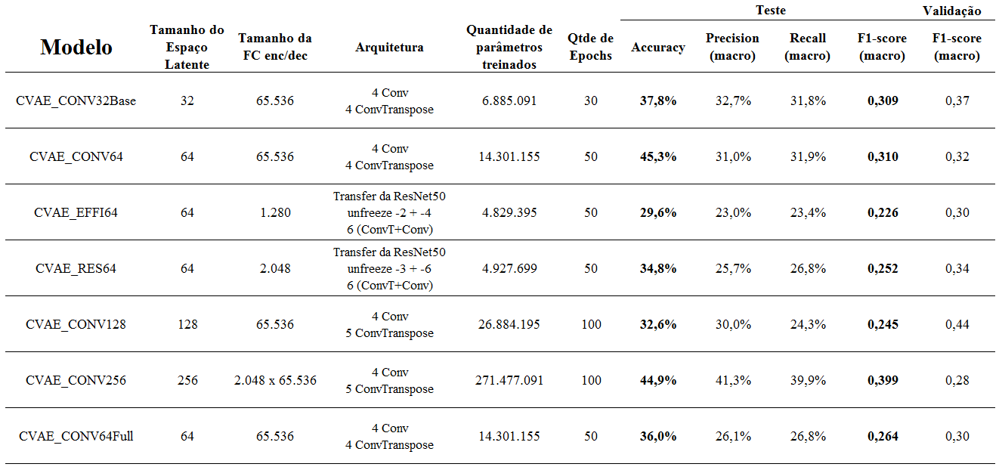 Teste Validação
Modelo Tamanho do Espaço Latente Tamanho da FC enc/dec Arquitetura Quantidade de parâmetros treinados Qtde de Epochs Accuracy Precision (macro) Recall (macro) F1-score (macro) F1-score (macro)
CVAE_CONV32Base 32 65.536 4 Conv 4 ConvTranspose 6.885.091 30 37,8% 32,7% 31,8% 0,309 0,37
CVAE_CONV64 64 65.536 4 Conv 4 ConvTranspose 14.301.155 50 45,3% 31,0% 31,9% 0,310 0,32
CVAE_EFFI64 64 1.280 Transfer da ResNet50 unfreeze -2 + -4 6 (ConvT+Conv) 4.829.395 50 29,6% 23,0% 23,4% 0,226 0,30
CVAE_RES64 64 2.048 Transfer da ResNet50 unfreeze -3 + -6 6 (ConvT+Conv) 4.927.699 50 34,8% 25,7% 26,8% 0,252 0,34
CVAE_CONV128 128 65.536 4 Conv 5 ConvTranspose 26.884.195 100 32,6% 30,0% 24,3% 0,245 0,44
CVAE_CONV256 256 2.048 x 65.536 4 Conv 5 ConvTranspose 271.477.091 100 44,9% 41,3% 39,9% 0,399 0,28
CVAE_CONV64Full 64 65.536 4 Conv 4 ConvTranspose 14.301.155 50 36,0% 26,1% 26,8% 0,264 0,30